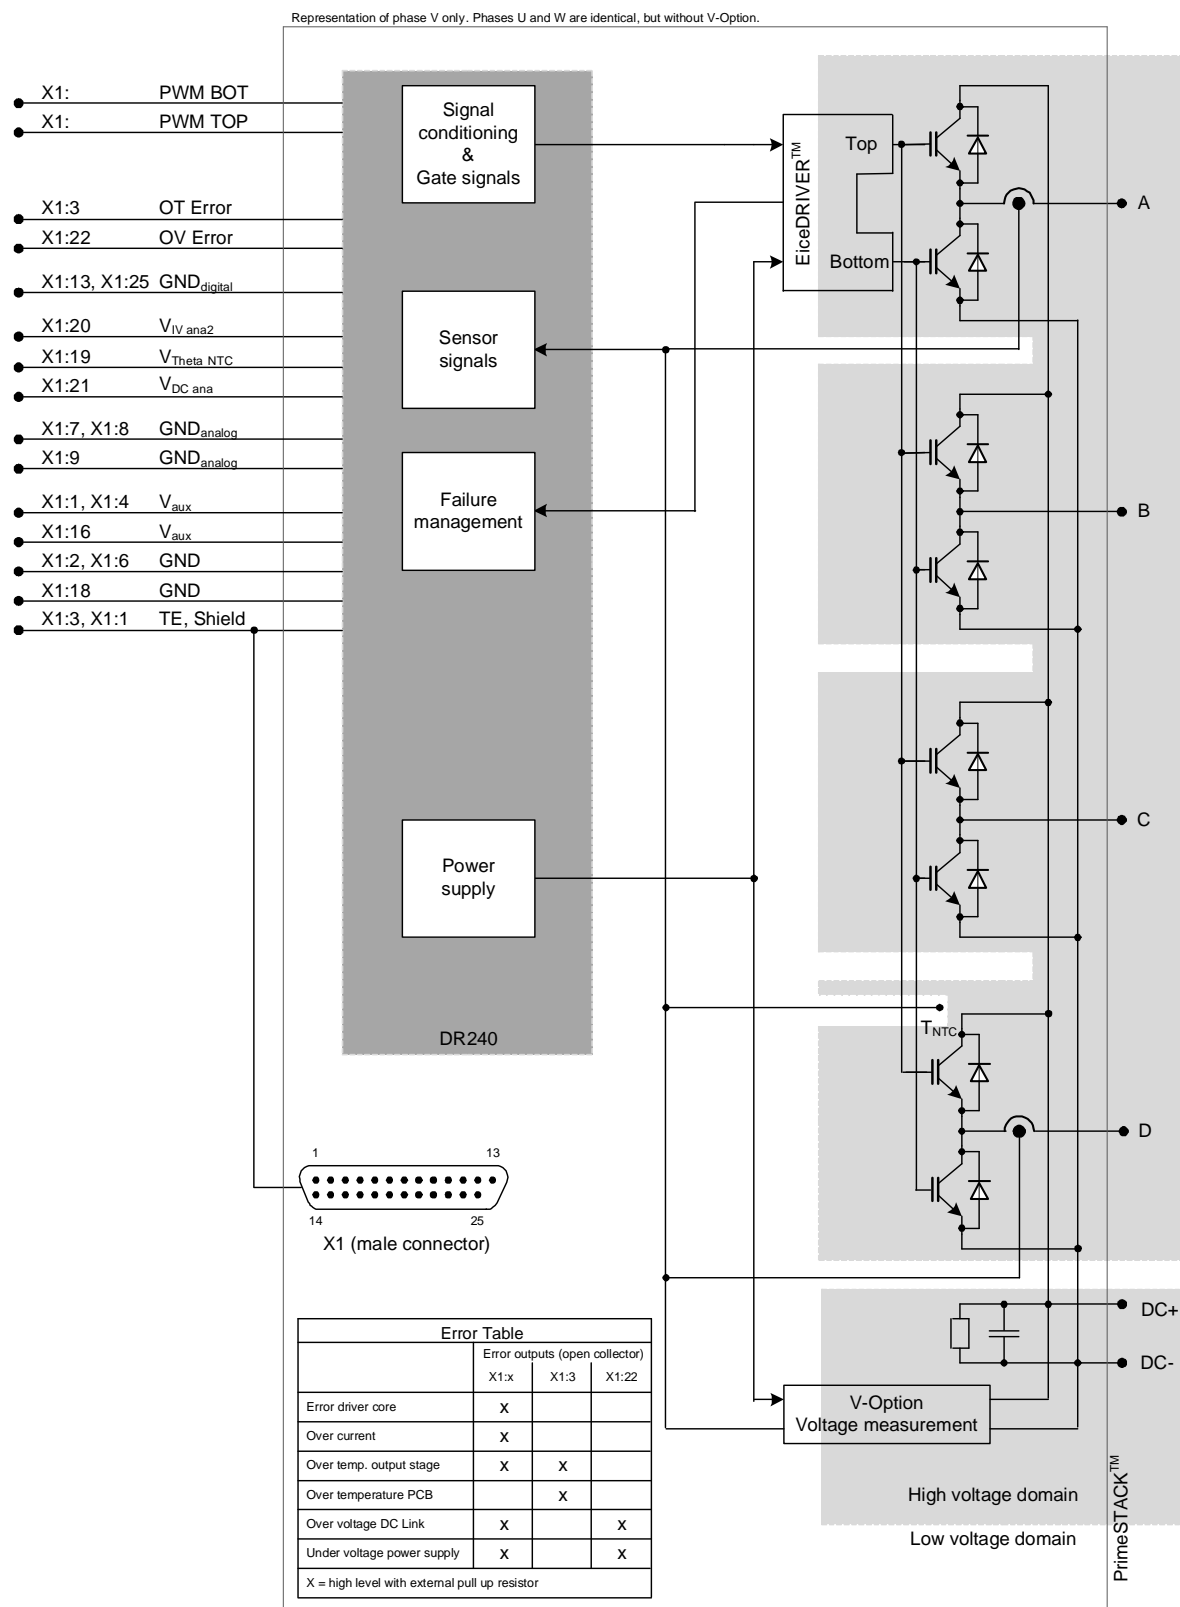 Representation of phase V only. Phases U and W are identical, but without V-Option.
X1: PWM BOT
X1: PWM TOP
X1:3 OT Error
X1:22 OV Error
X1:13, X1:25 GNDdigital
X1:20 VIV ana2
X1:19 VTheta NTC
X1:21 VDC ana
X1:7, X1:8 GNDanalog
X1:9 GNDanalog
X1:1, X1:4 Vaux
X1:16 Vaux
X1:2, X1:6 GND
X1:18 GND
X1:3, X1:1 TE, Shield
Signal
conditioning
&
Gate signals
Sensor
signals
Failure
management
Power
supply
DR240
EiceDRIVER™
Top
Bottom
A
B
C
TNTC
D
1 13
14 25
X1 (male connector)
DC+
DC-
V-Option
Voltage measurement
High voltage domain
Low voltage domain
PrimeSTACK™
Error Table
Error outputs (open collector)
X1:x X1:3 X1:22
Error driver core X
Over current X
Over temp. output stage X X
Over temperature PCB X
Over voltage DC Link X X
Under voltage power supply X X
X = high level with external pull up resistor